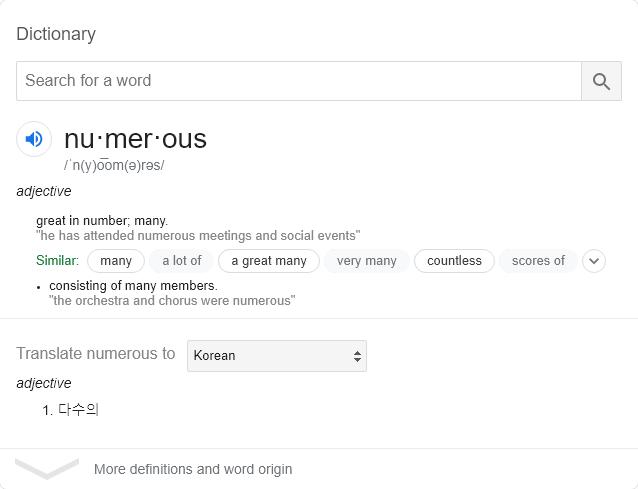 Dictionary
Search for a word
nu·mer·ous
/ˈn(y)o͞om(ə)rəs/
adjective
great in number; many.
"he has attended numerous meetings and social events"
Similar: many a lot of a great many very many countless scores of
• consisting of many members.
"the orchestra and chorus were numerous"
Translate numerous to Korean
adjective
1. 다수의
More definitions and word origin